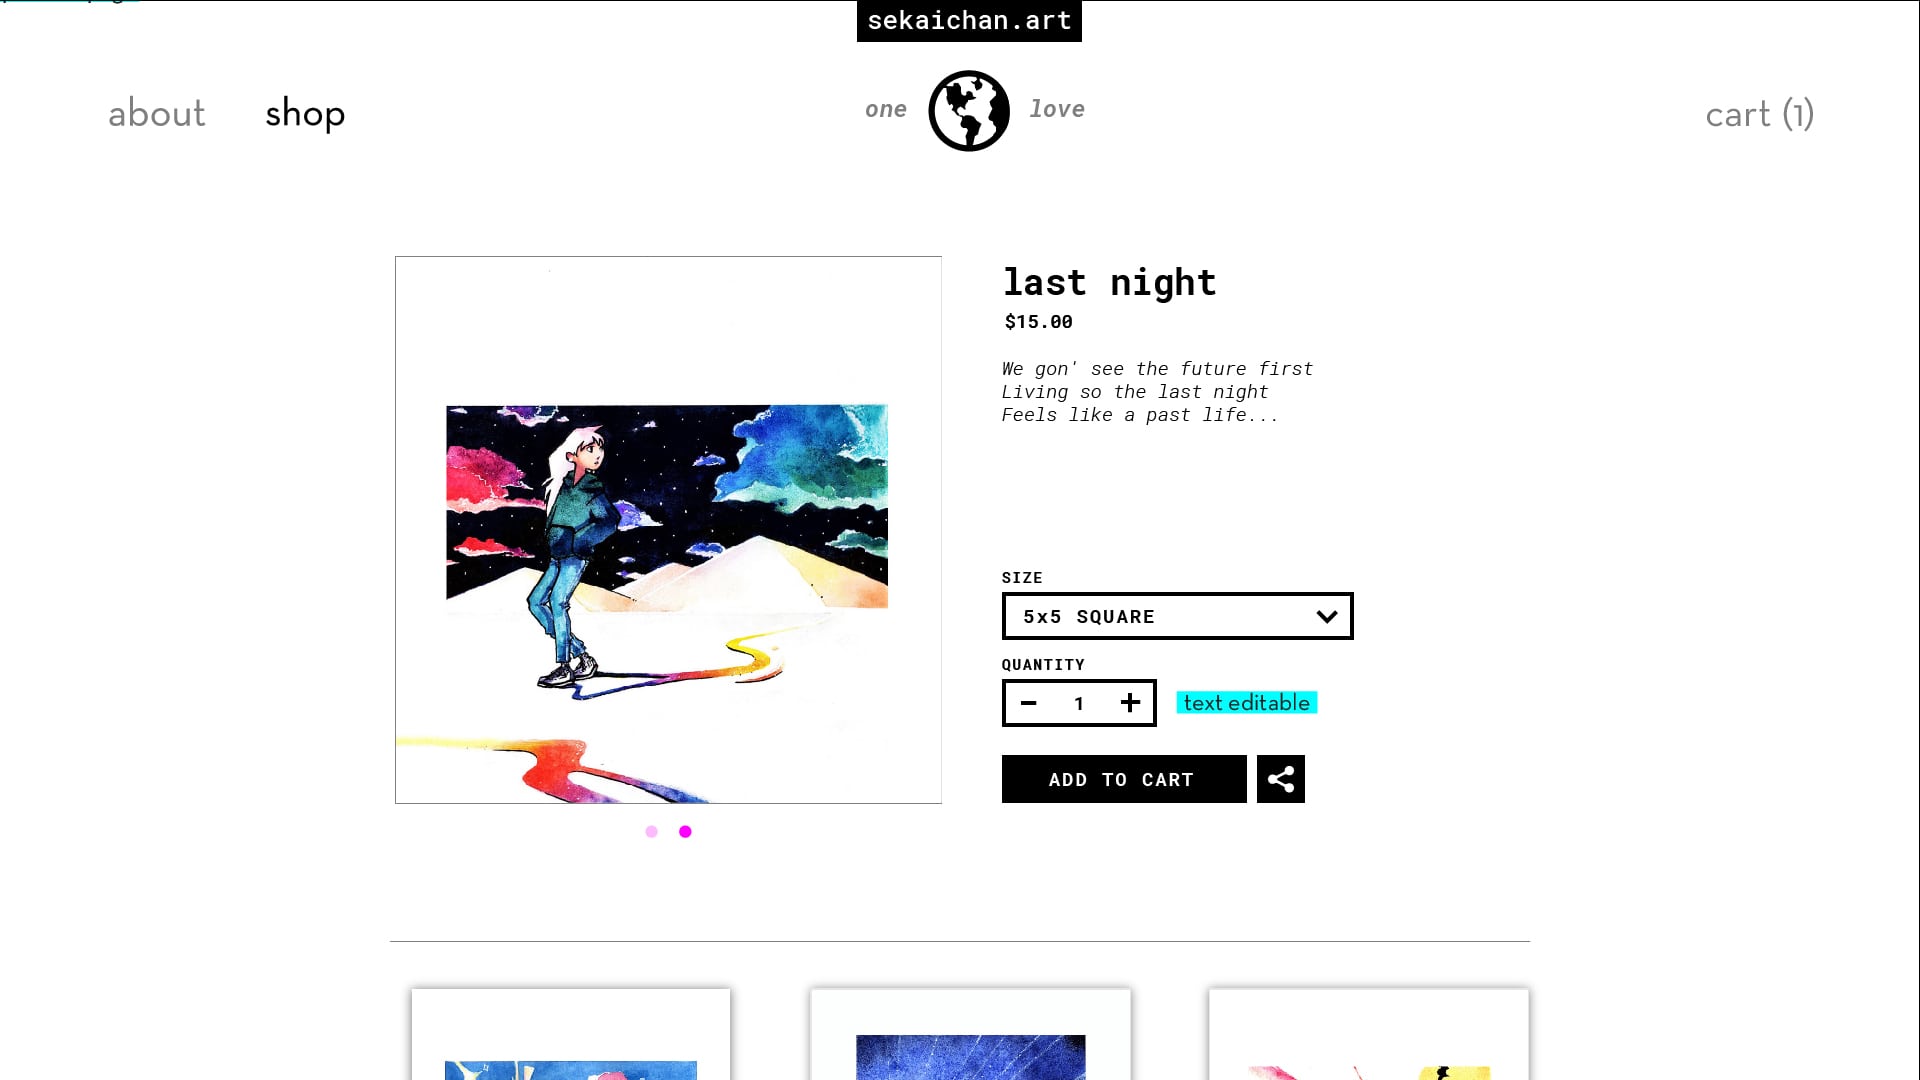 sekaichan.art
about shop one love cart (1)
last night
$15.00
We gon' see the future first
Living so the last night
Feels like a past life...
SIZE
5x5 SQUARE
QUANTITY
− 1 +
text editable
ADD TO CART